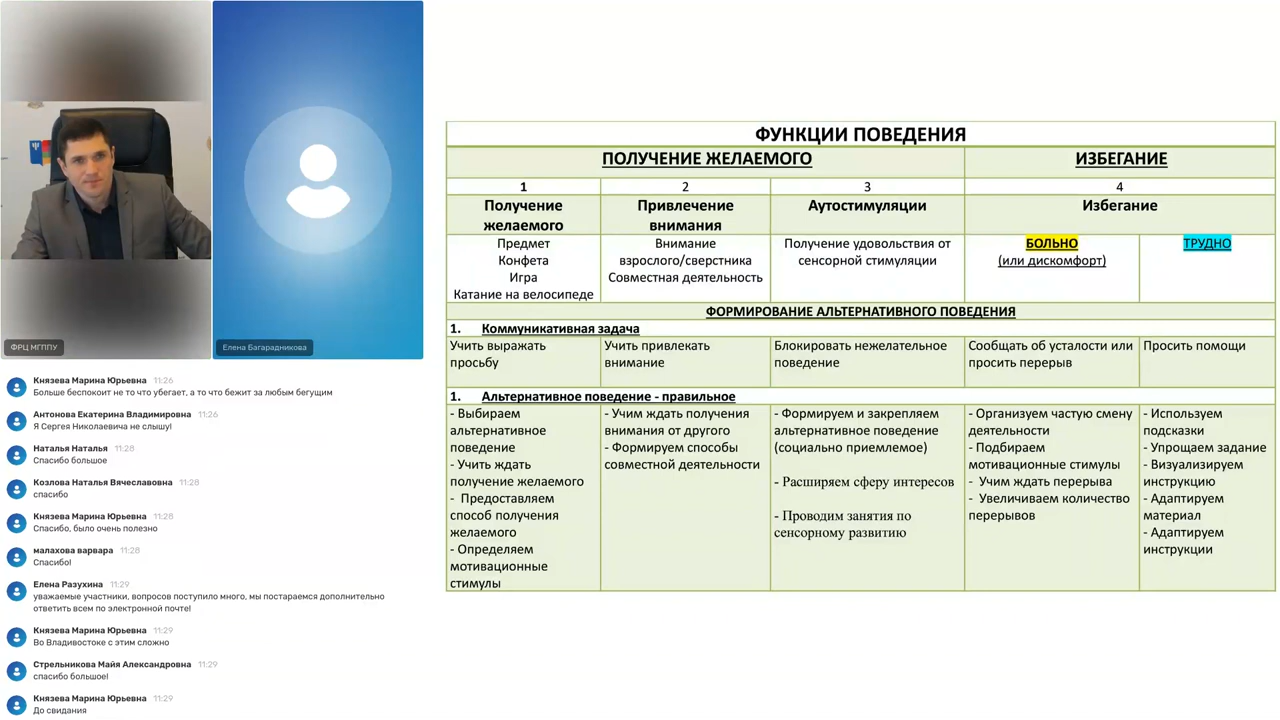 ФРЦ МГППУ
Елена Багарадникова
Князева Марина Юрьевна 11:26
Больше беспокоит не то что убегает, а то что бежит за любым бегущим
Антонова Екатерина Владимировна 11:26
Я Сергея Николаевича не слышу!
Наталья Наталья 11:28
Спасибо большое
Козлова Наталья Вячеславовна 11:28
спасибо
Князева Марина Юрьевна 11:28
Спасибо, было очень полезно
малахова варвара 11:28
Спасибо!
Елена Разухина 11:29
уважаемые участники, вопросов поступило много, мы постараемся дополнительно
ответить всем по электронной почте!
Князева Марина Юрьевна 11:29
Во Владивостоке с этим сложно
Стрельникова Майя Александровна 11:29
спасибо большое!
Князева Марина Юрьевна 11:29
До свидания
ФУНКЦИИ ПОВЕДЕНИЯ
ПОЛУЧЕНИЕ ЖЕЛАЕМОГО
ИЗБЕГАНИЕ
1
2
3
4
Получение
желаемого
Привлечение
внимания
Аутостимуляции
Избегание
Предмет
Конфета
Игра
Катание на велосипеде
Внимание
взрослого/сверстника
Совместная деятельность
Получение удовольствия от
сенсорной стимуляции
БОЛЬНО
(или дискомфорт)
ТРУДНО
ФОРМИРОВАНИЕ АЛЬТЕРНАТИВНОГО ПОВЕДЕНИЯ
1. Коммуникативная задача
Учить выражать
просьбу
Учить привлекать
внимание
Блокировать нежелательное
поведение
Сообщать об усталости или
просить перерыв
Просить помощи
1. Альтернативное поведение - правильное
- Выбираем
альтернативное
поведение
- Учить ждать
получение желаемого
- Предоставляем
способ получения
желаемого
- Определяем
мотивационные
стимулы
- Учим ждать получения
внимания от другого
- Формируем способы
совместной деятельности
- Формируем и закрепляем
альтернативное поведение
(социально приемлемое)
- Расширяем сферу интересов
- Проводим занятия по
сенсорному развитию
- Организуем частую смену
деятельности
- Подбираем
мотивационные стимулы
- Учим ждать перерыва
- Увеличиваем количество
перерывов
- Используем
подсказки
- Упрощаем задание
- Визуализируем
инструкцию
- Адаптируем
материал
- Адаптируем
инструкции